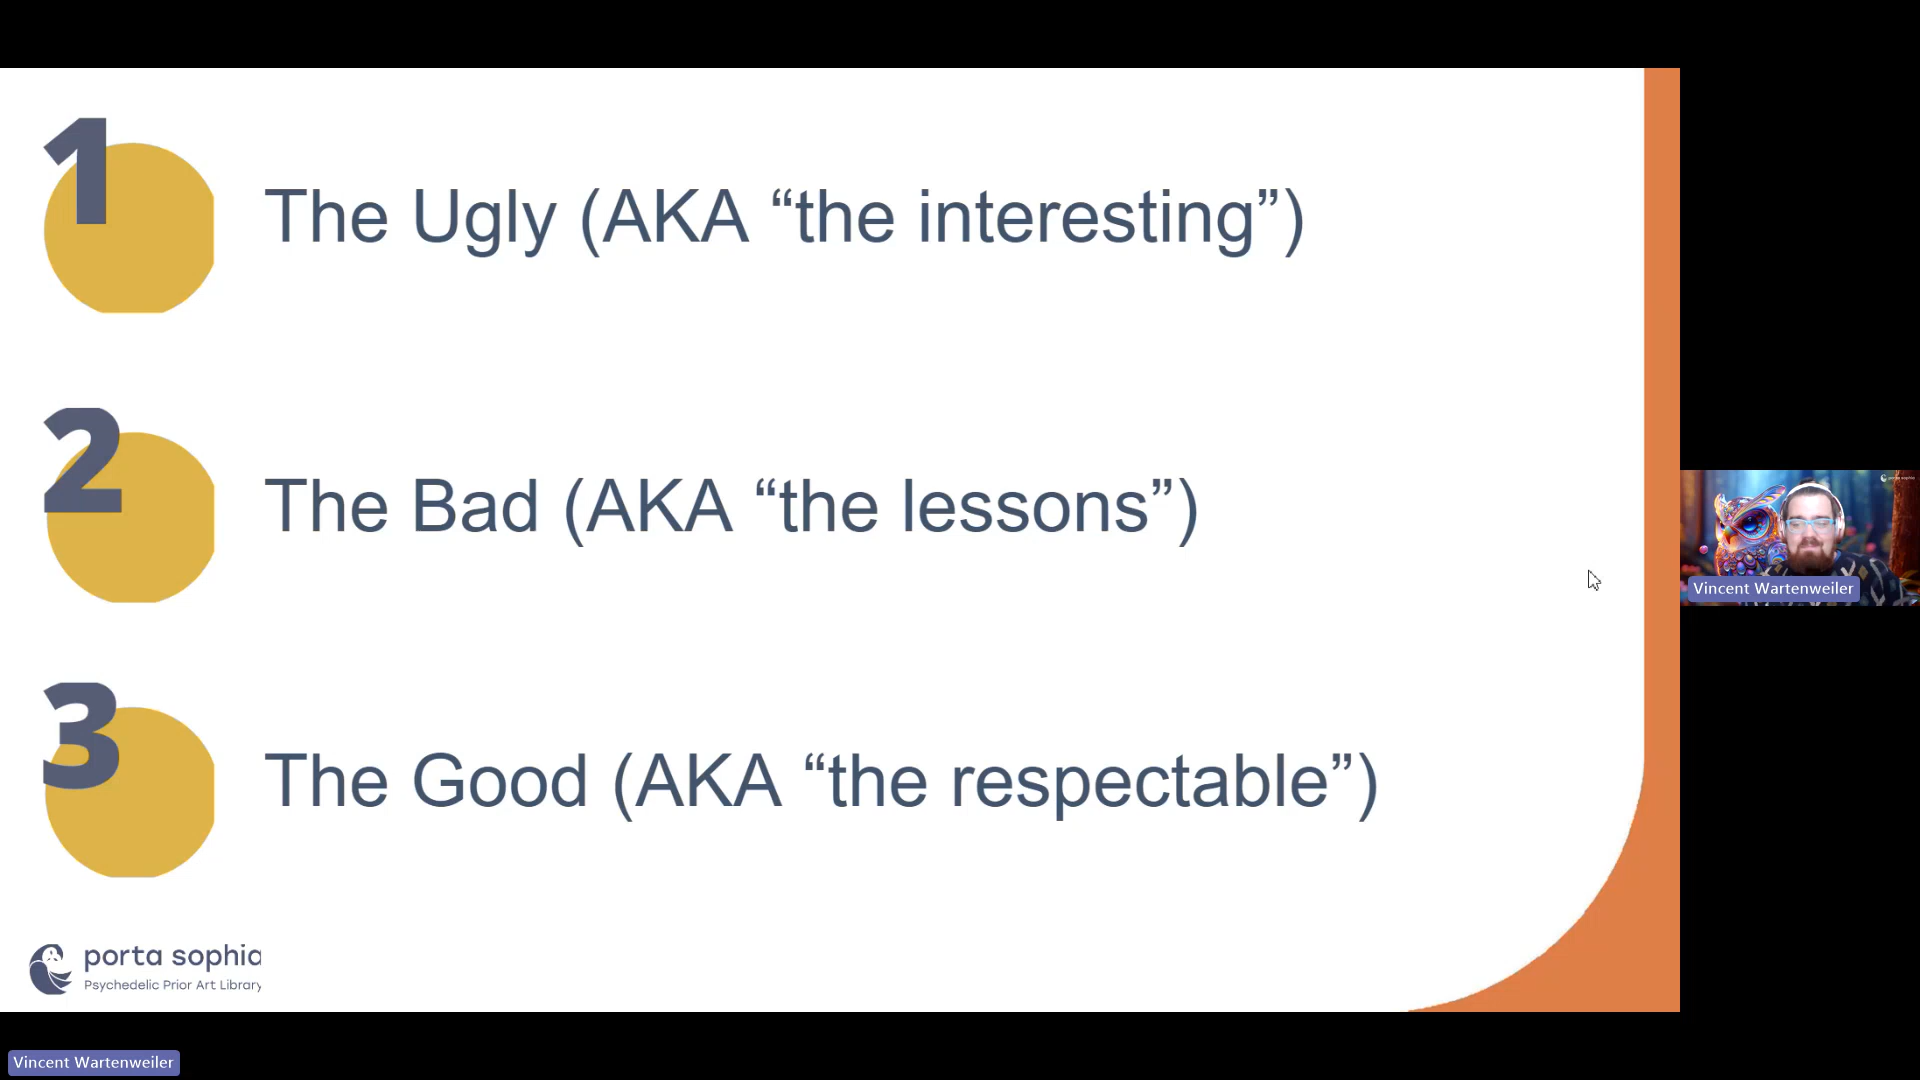 1
The Ugly (AKA “the interesting”)
2
The Bad (AKA “the lessons”)
Vincent Wartenweiler
3
The Good (AKA “the respectable”)
porta sophia
Psychedelic Prior Art Library
Vincent Wartenweiler